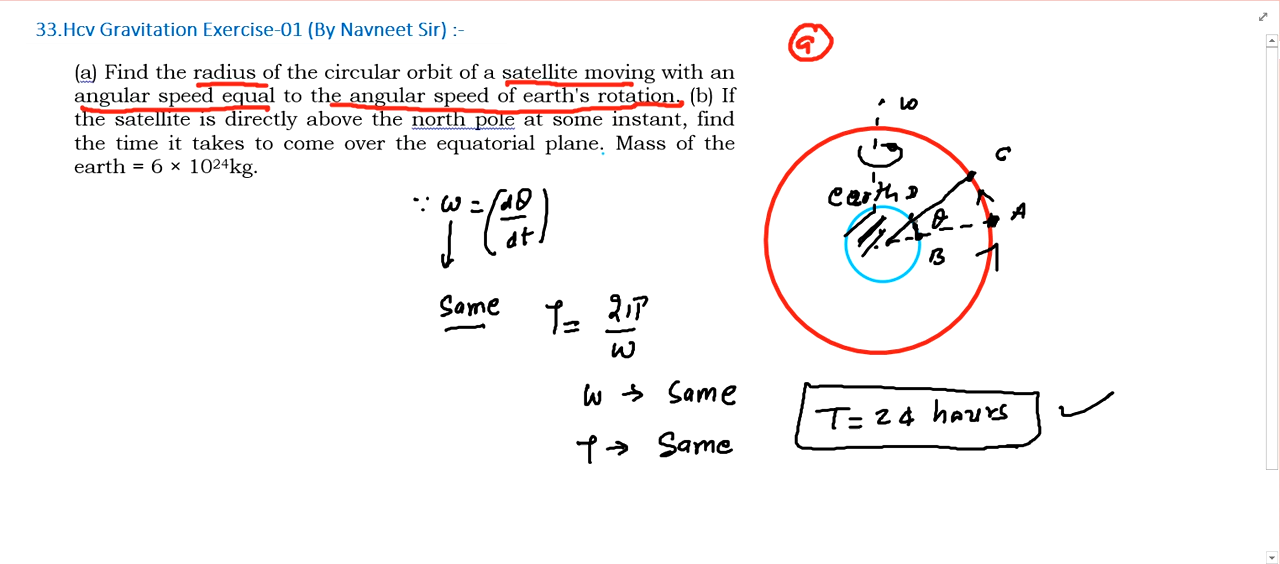 33.Hcv Gravitation Exercise-01 (By Navneet Sir) :-
(a) Find the radius of the circular orbit of a satellite moving with an
angular speed equal to the angular speed of earth's rotation. (b) If
the satellite is directly above the north pole at some instant, find
the time it takes to come over the equatorial plane. Mass of the
earth = 6 × 10²⁴kg.
a
ω
earth
C
θ
A
B
∵ ω = (dθ/dt)
↓
Same
T = 2π/ω
ω → Same
T → Same
T = 24 hours ✓